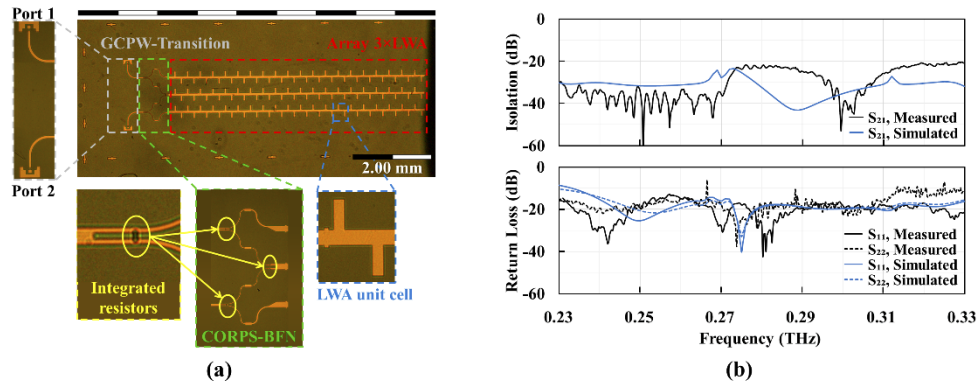 Port 1
GCPW-Transition
Array 3×LWA
2.00 mm
Port 2
Integrated
resistors
CORPS-BFN
LWA unit cell
(a)
Isolation (dB)
0
-20
-40
-60
S21, Measured
S21, Simulated
Return Loss (dB)
0
-20
-40
-60
S11, Measured
S22, Measured
S11, Simulated
S22, Simulated
0.23 0.25 0.27 0.29 0.31 0.33
Frequency (THz)
(b)